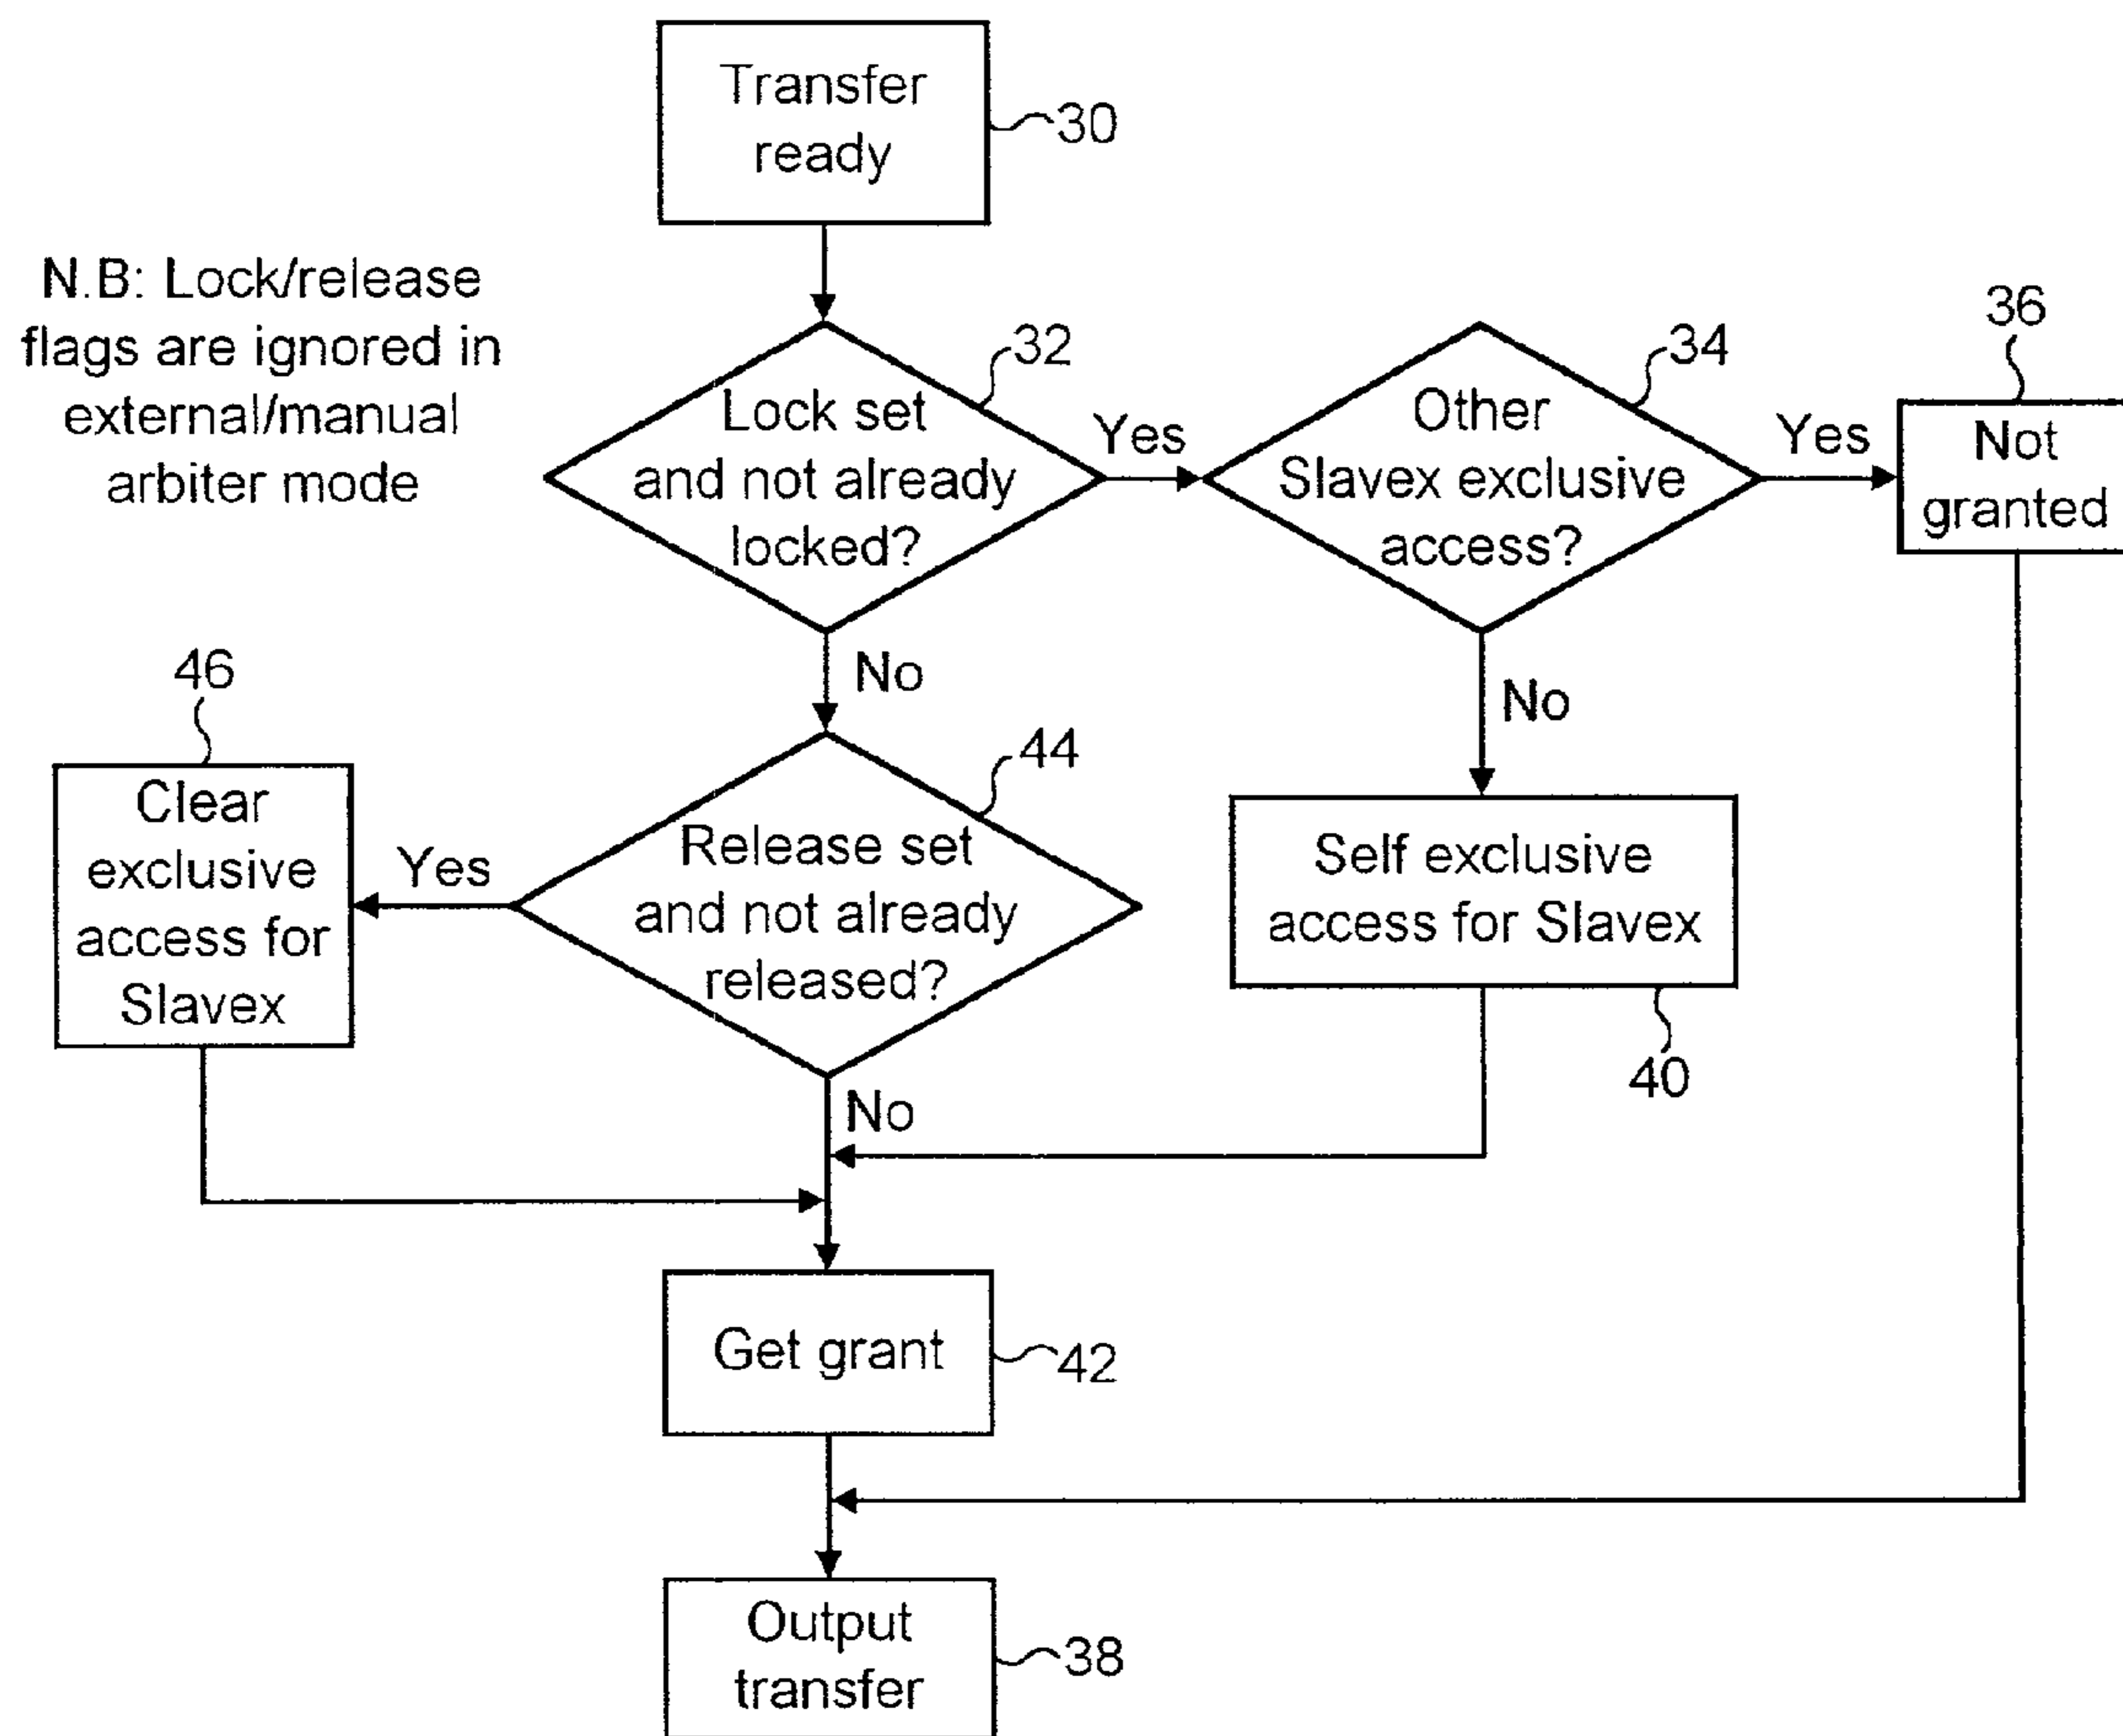 Transfer
ready
30
N.B: Lock/release
flags are ignored in
external/manual
arbiter mode
32
Lock set
and not already
locked?
Yes
34
Other
Slavex exclusive
access?
Yes
36
Not
granted
No
No
46
Clear
exclusive
access for
Slavex
Yes
44
Release set
and not already
released?
Self exclusive
access for Slavex
40
No
Get grant
42
Output
transfer
38